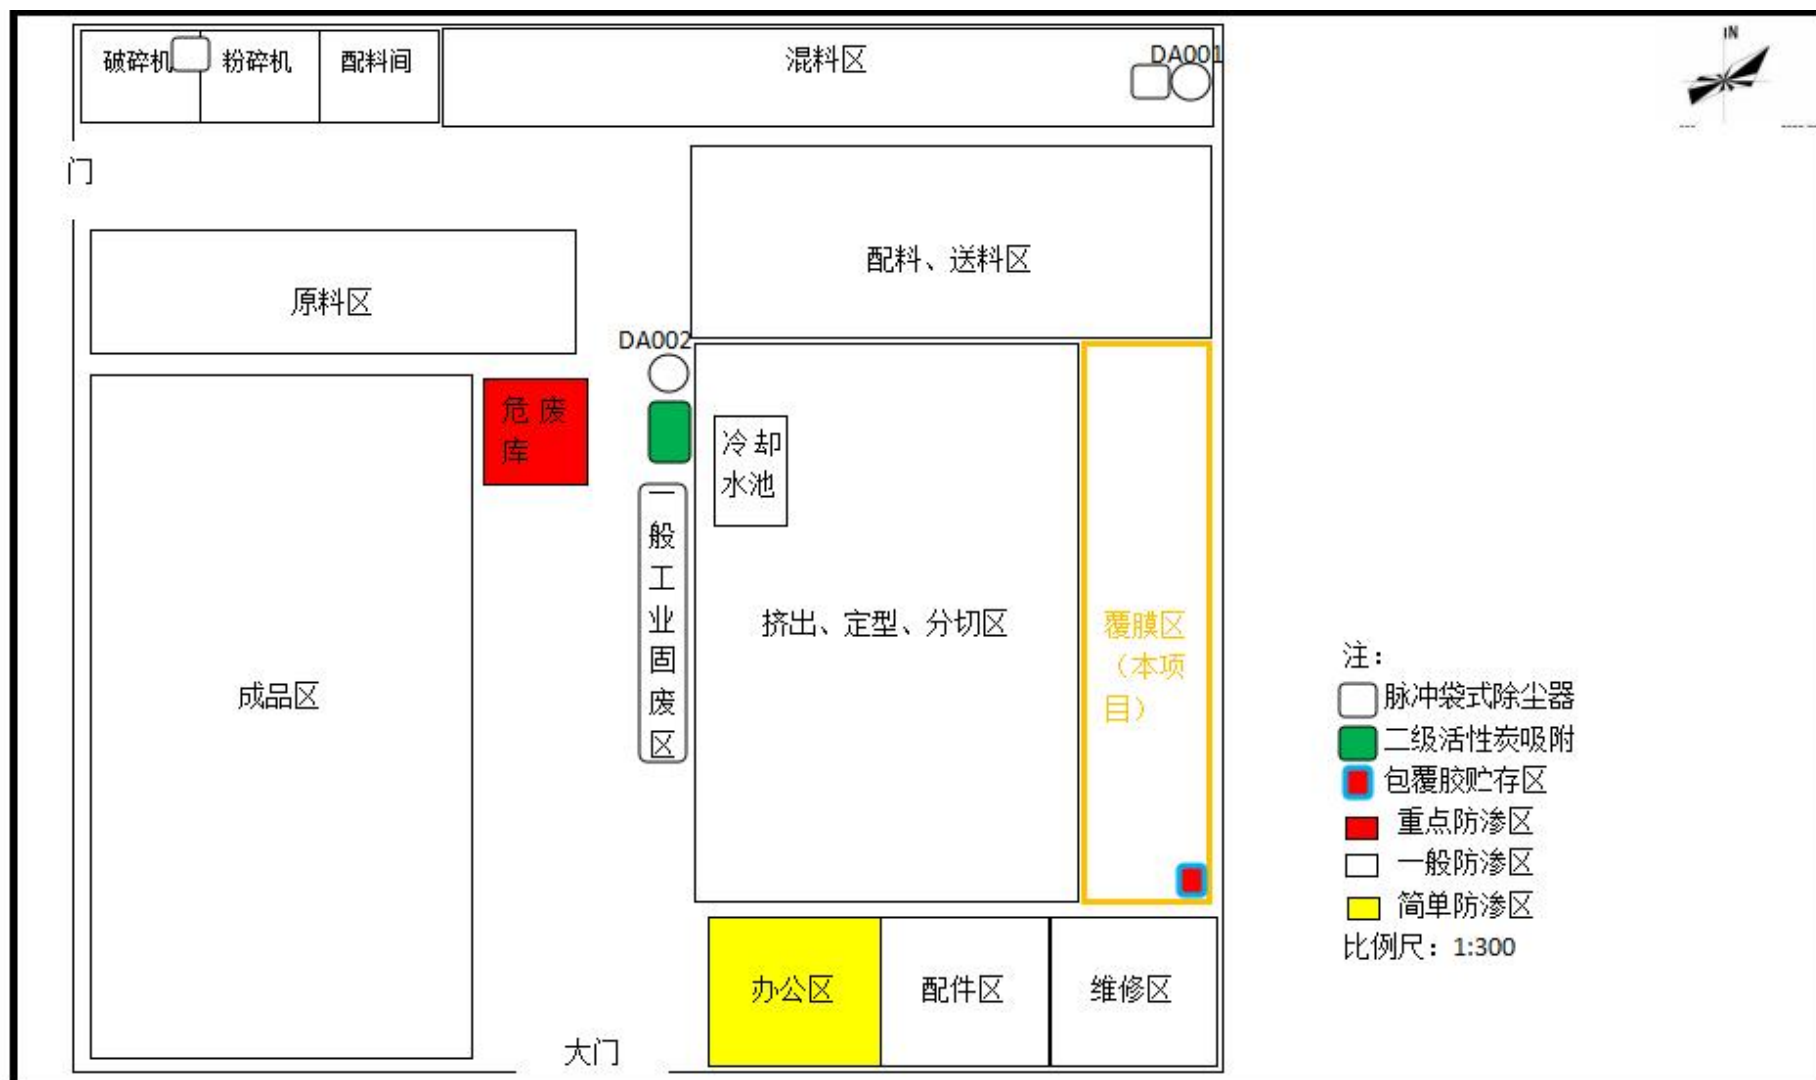 破碎机
粉碎机
配料间
混料区
DA001
N
门
配料、送料区
原料区
DA002
危废
库
冷却
水池
一
般
工
业
固
废
区
挤出、定型、分切区
覆膜区
（本项
目）
成品区
办公区
配件区
维修区
大门
注：
脉冲袋式除尘器
二级活性炭吸附
包覆胶贮存区
重点防渗区
一般防渗区
简单防渗区
比例尺：1:300